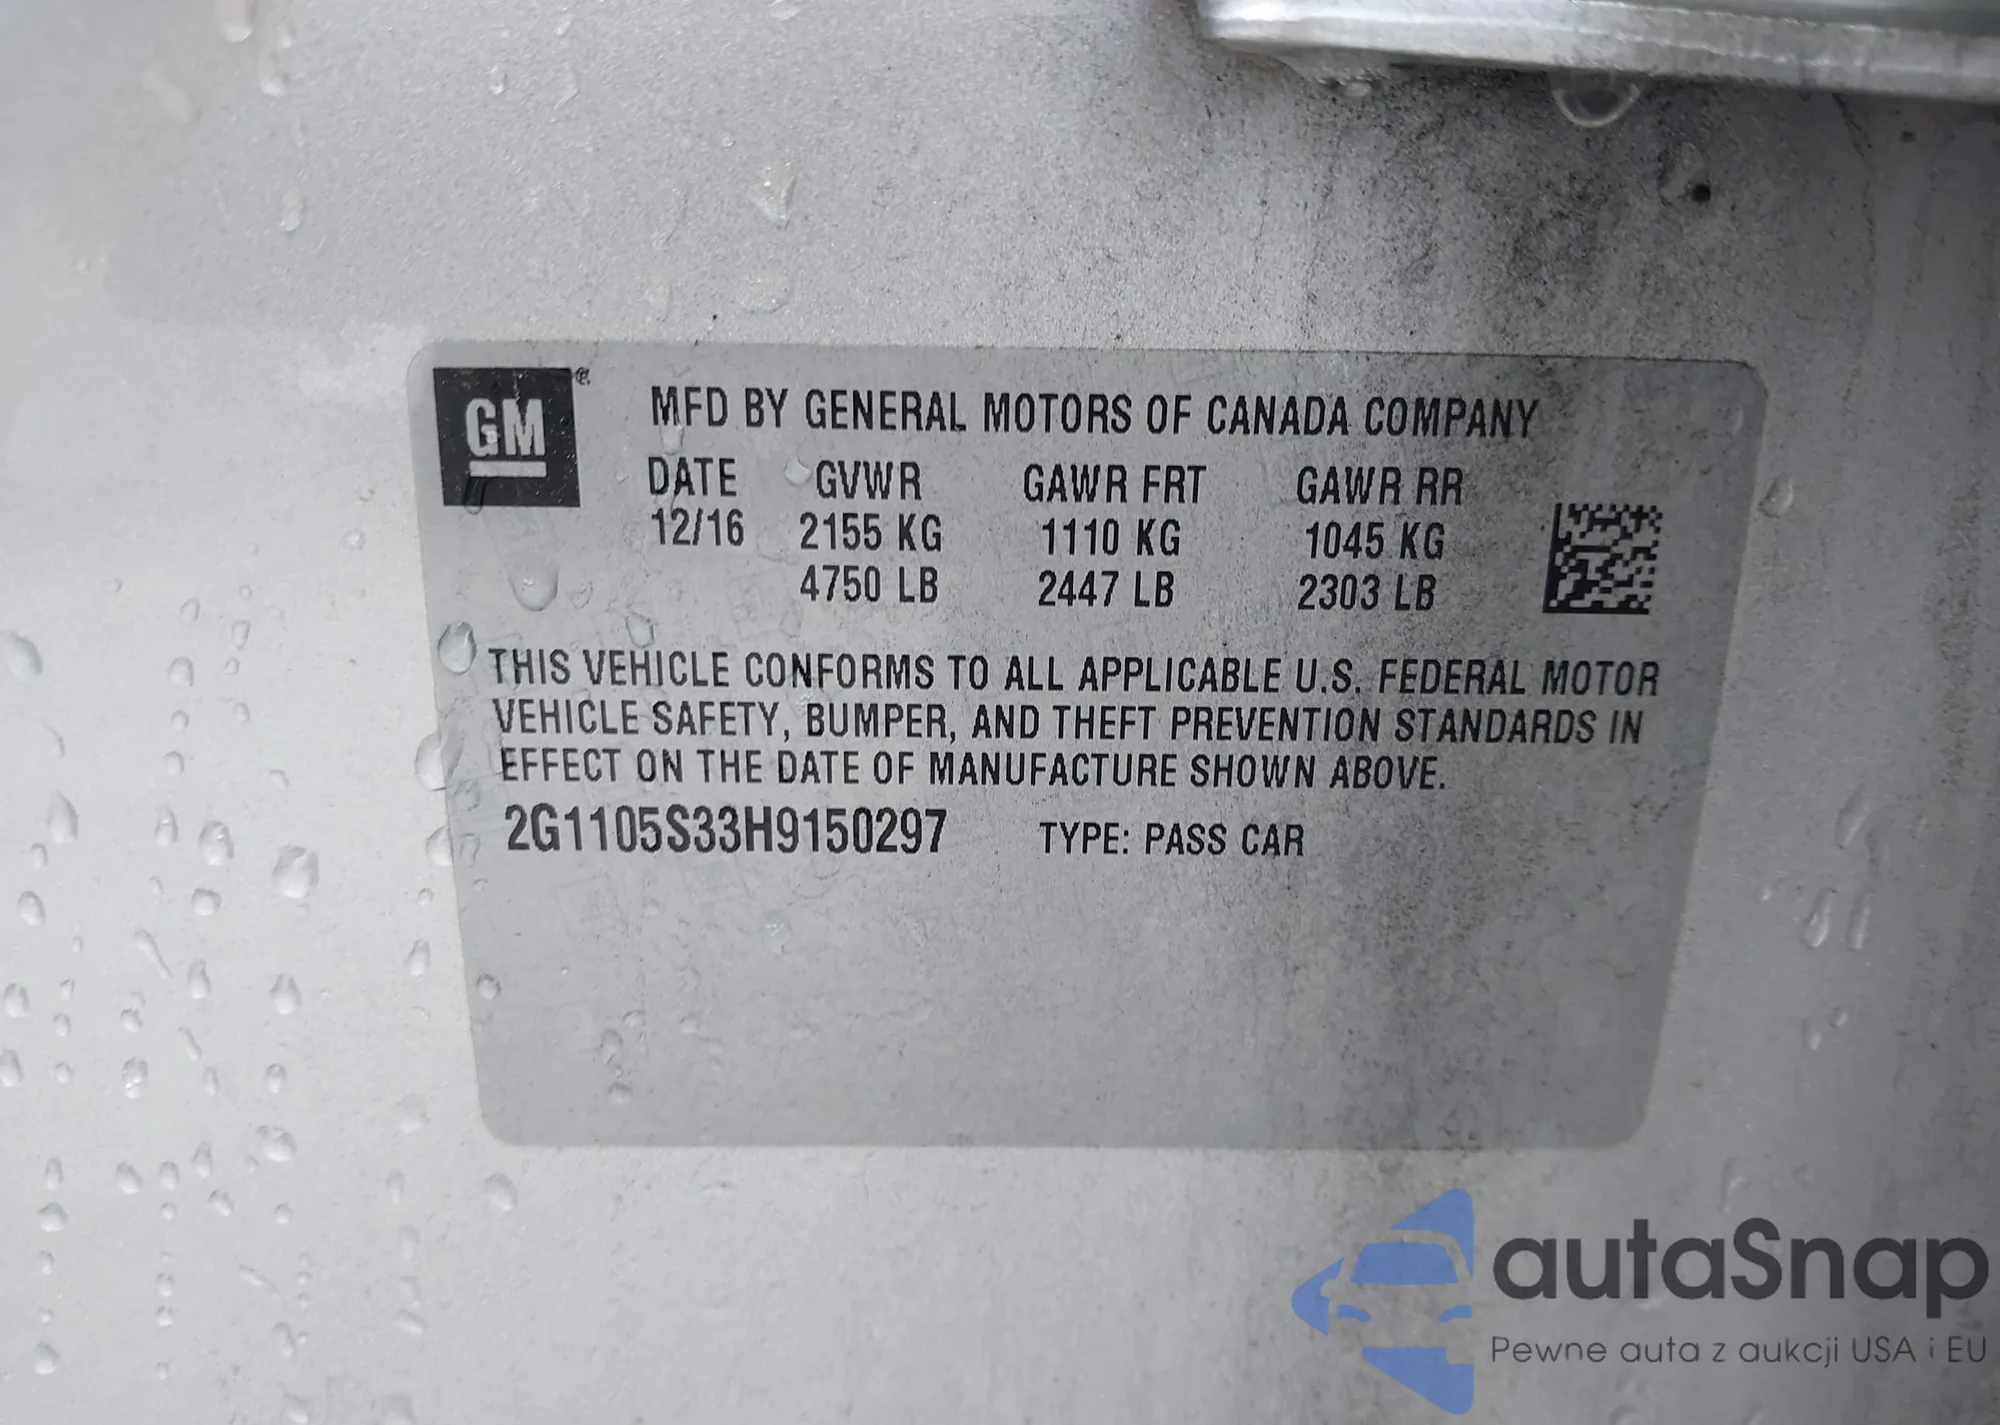 GM®
MFD BY GENERAL MOTORS OF CANADA COMPANY
DATE GVWR GAWR FRT GAWR RR
12/16 2155 KG 1110 KG 1045 KG
4750 LB 2447 LB 2303 LB
THIS VEHICLE CONFORMS TO ALL APPLICABLE U.S. FEDERAL MOTOR
VEHICLE SAFETY, BUMPER, AND THEFT PREVENTION STANDARDS IN
EFFECT ON THE DATE OF MANUFACTURE SHOWN ABOVE.
2G1105S33H9150297 TYPE: PASS CAR
autaSnap
Pewne auta z aukcji USA i EU